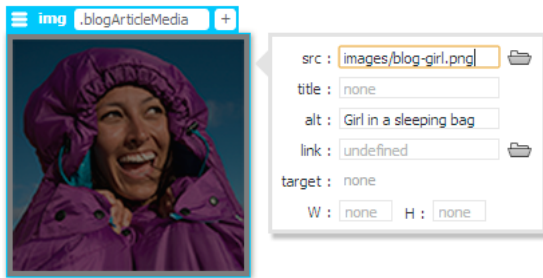 img .blogArticleMedia +
src : images/blog-girl.png
title : none
alt : Girl in a sleeping bag
link : undefined
target : none
W : none H : none